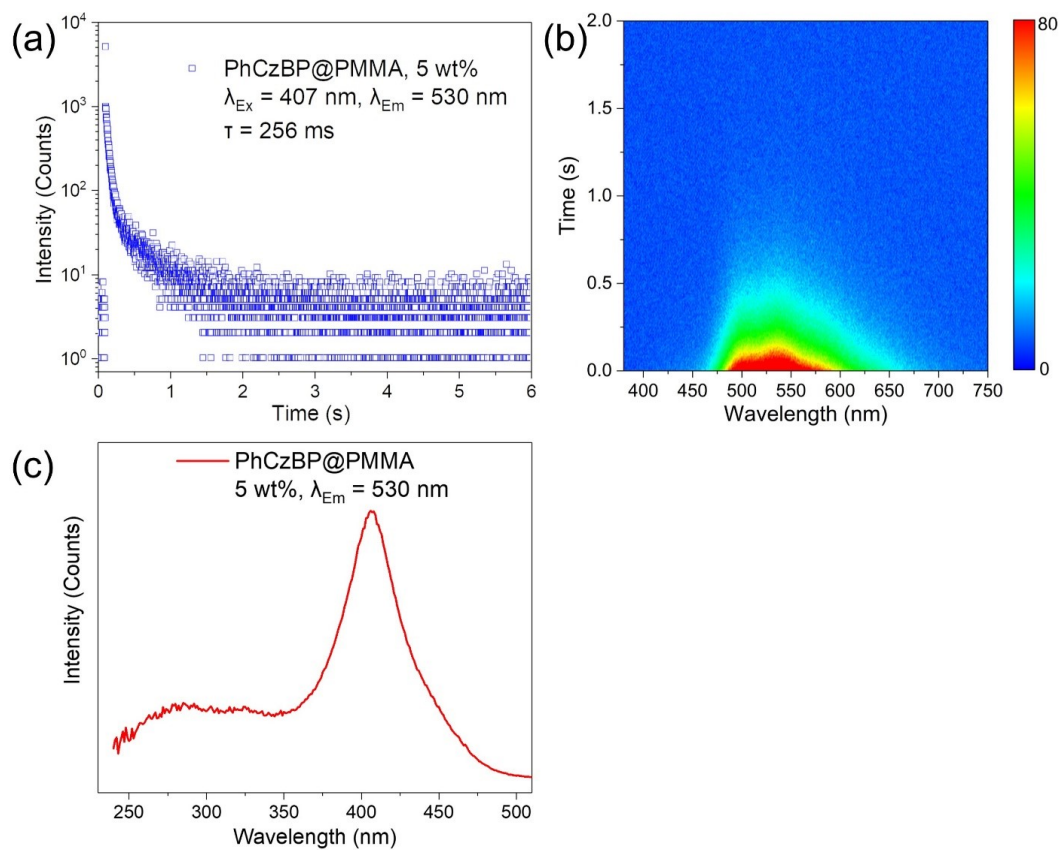 (a)
PhCzBP@PMMA, 5 wt%
λEx = 407 nm, λEm = 530 nm
τ = 256 ms
Intensity (Counts)
10⁴
10³
10²
10¹
10⁰
0 1 2 3 4 5 6
Time (s)
(b)
Time (s)
2.0
1.5
1.0
0.5
0.0
400 450 500 550 600 650 700 750
Wavelength (nm)
80
0
(c)
PhCzBP@PMMA
5 wt%, λEm = 530 nm
Intensity (Counts)
250 300 350 400 450 500
Wavelength (nm)